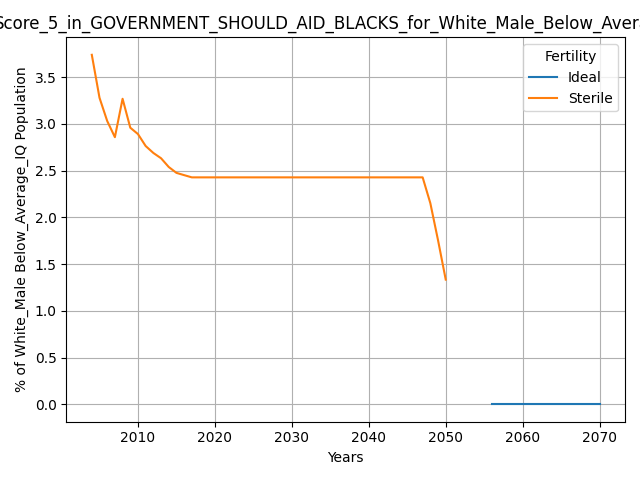 Score_5_in_GOVERNMENT_SHOULD_AID_BLACKS_for_White_Male_Below_Avera
% of White_Male Below_Average_IQ Population
3.5
3.0
2.5
2.0
1.5
1.0
0.5
0.0
Fertility
Ideal
Sterile
2010 2020 2030 2040 2050 2060 2070
Years